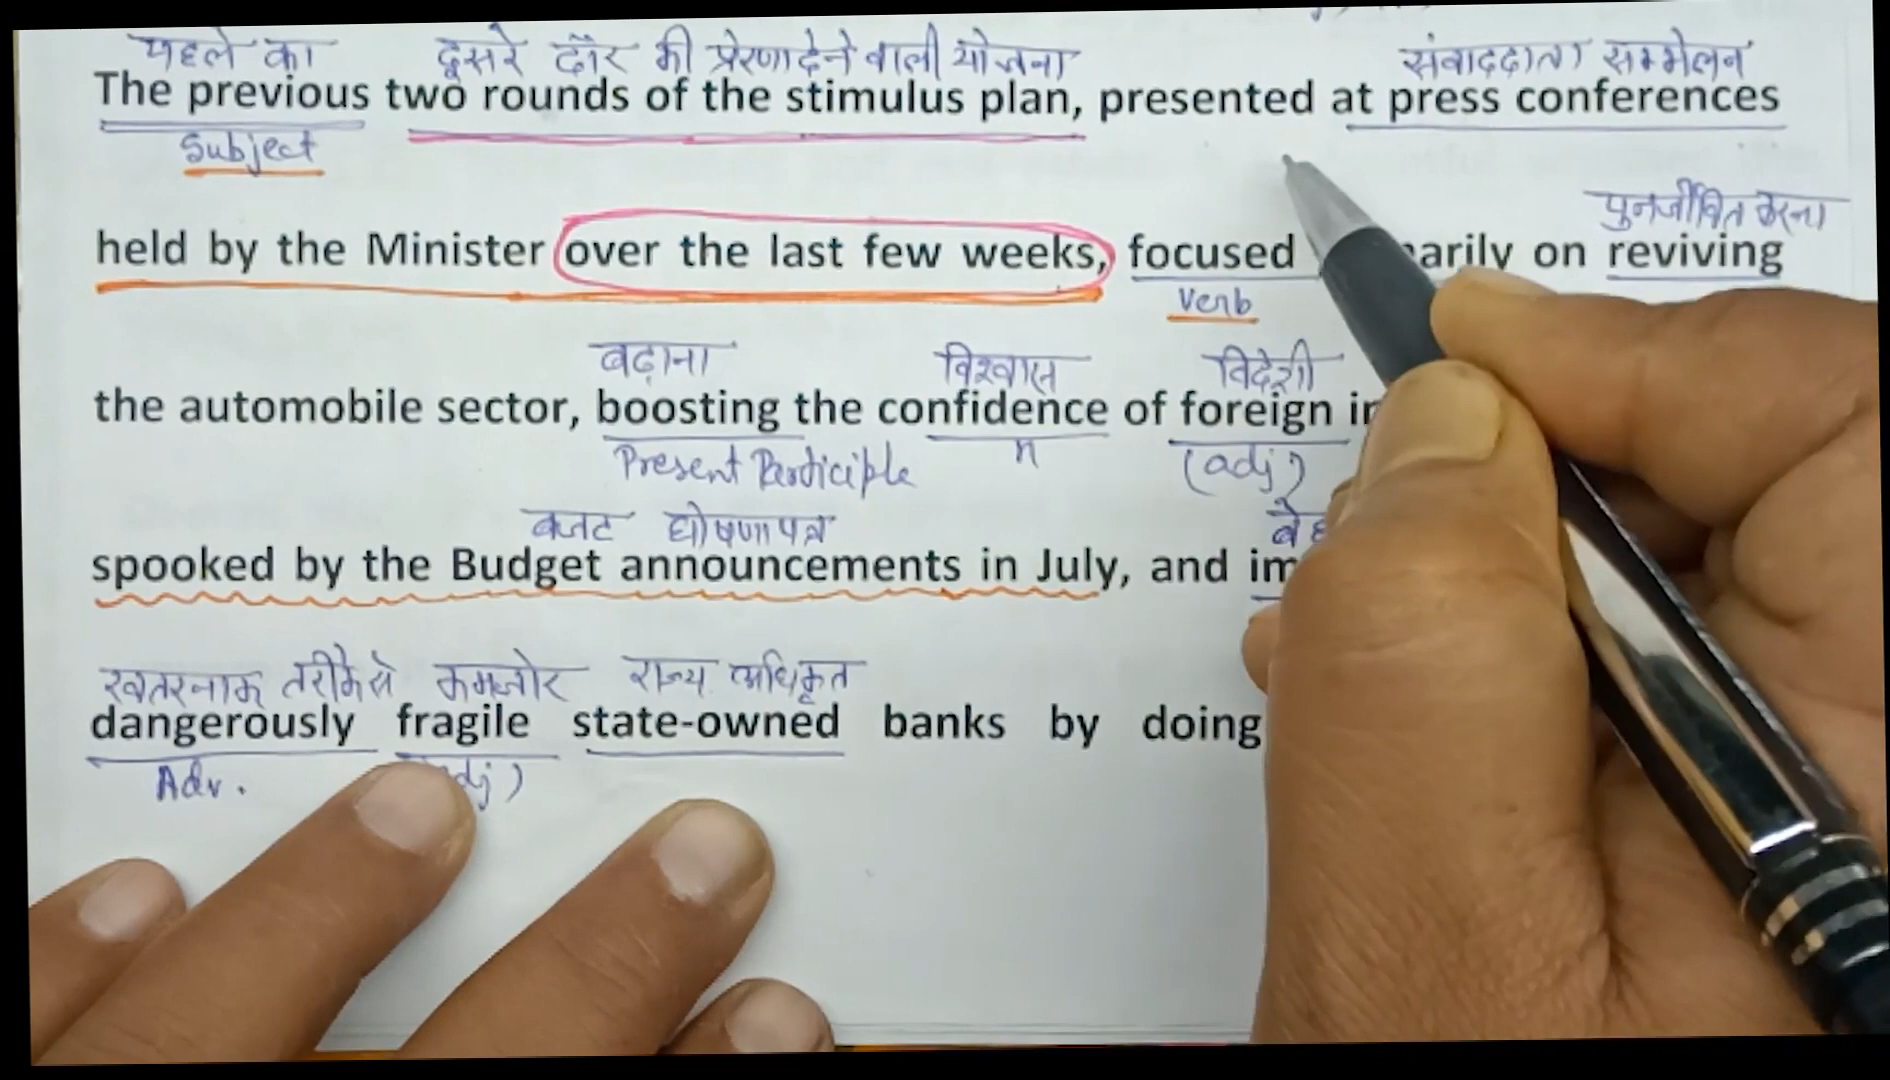 पहले का दूसरे दौर की प्रेरणा देने वाली योजना संवाददाता सम्मेलन
The previous two rounds of the stimulus plan, presented at press conferences
Subject
पुनर्जीवित करना
held by the Minister over the last few weeks, focused on reviving
Verb
बढ़ाना विश्वास विदेशी
the automobile sector, boosting the confidence of foreign
Present Participle n (adj)
बजट घोषणा पत्र
spooked by the Budget announcements in July, and
खतरनाक तरीके से कमजोर राज्य अधिकृत
dangerously fragile state-owned banks by doing
Adv.